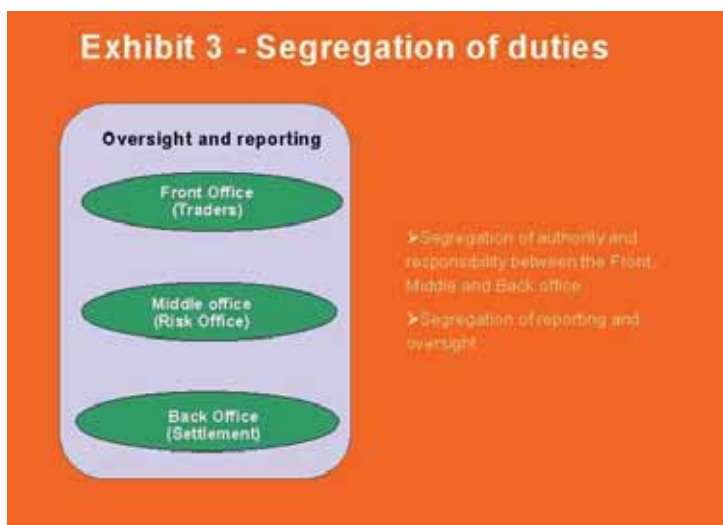 Exhibit 3 - Segregation of duties
Oversight and reporting
Front Office
(Traders)
Middle office
(Risk Office)
Back Office
(Settlement)
➤Segregation of authority and
responsibility between the Front,
Middle and Back office
➤Segregation of reporting and
oversight